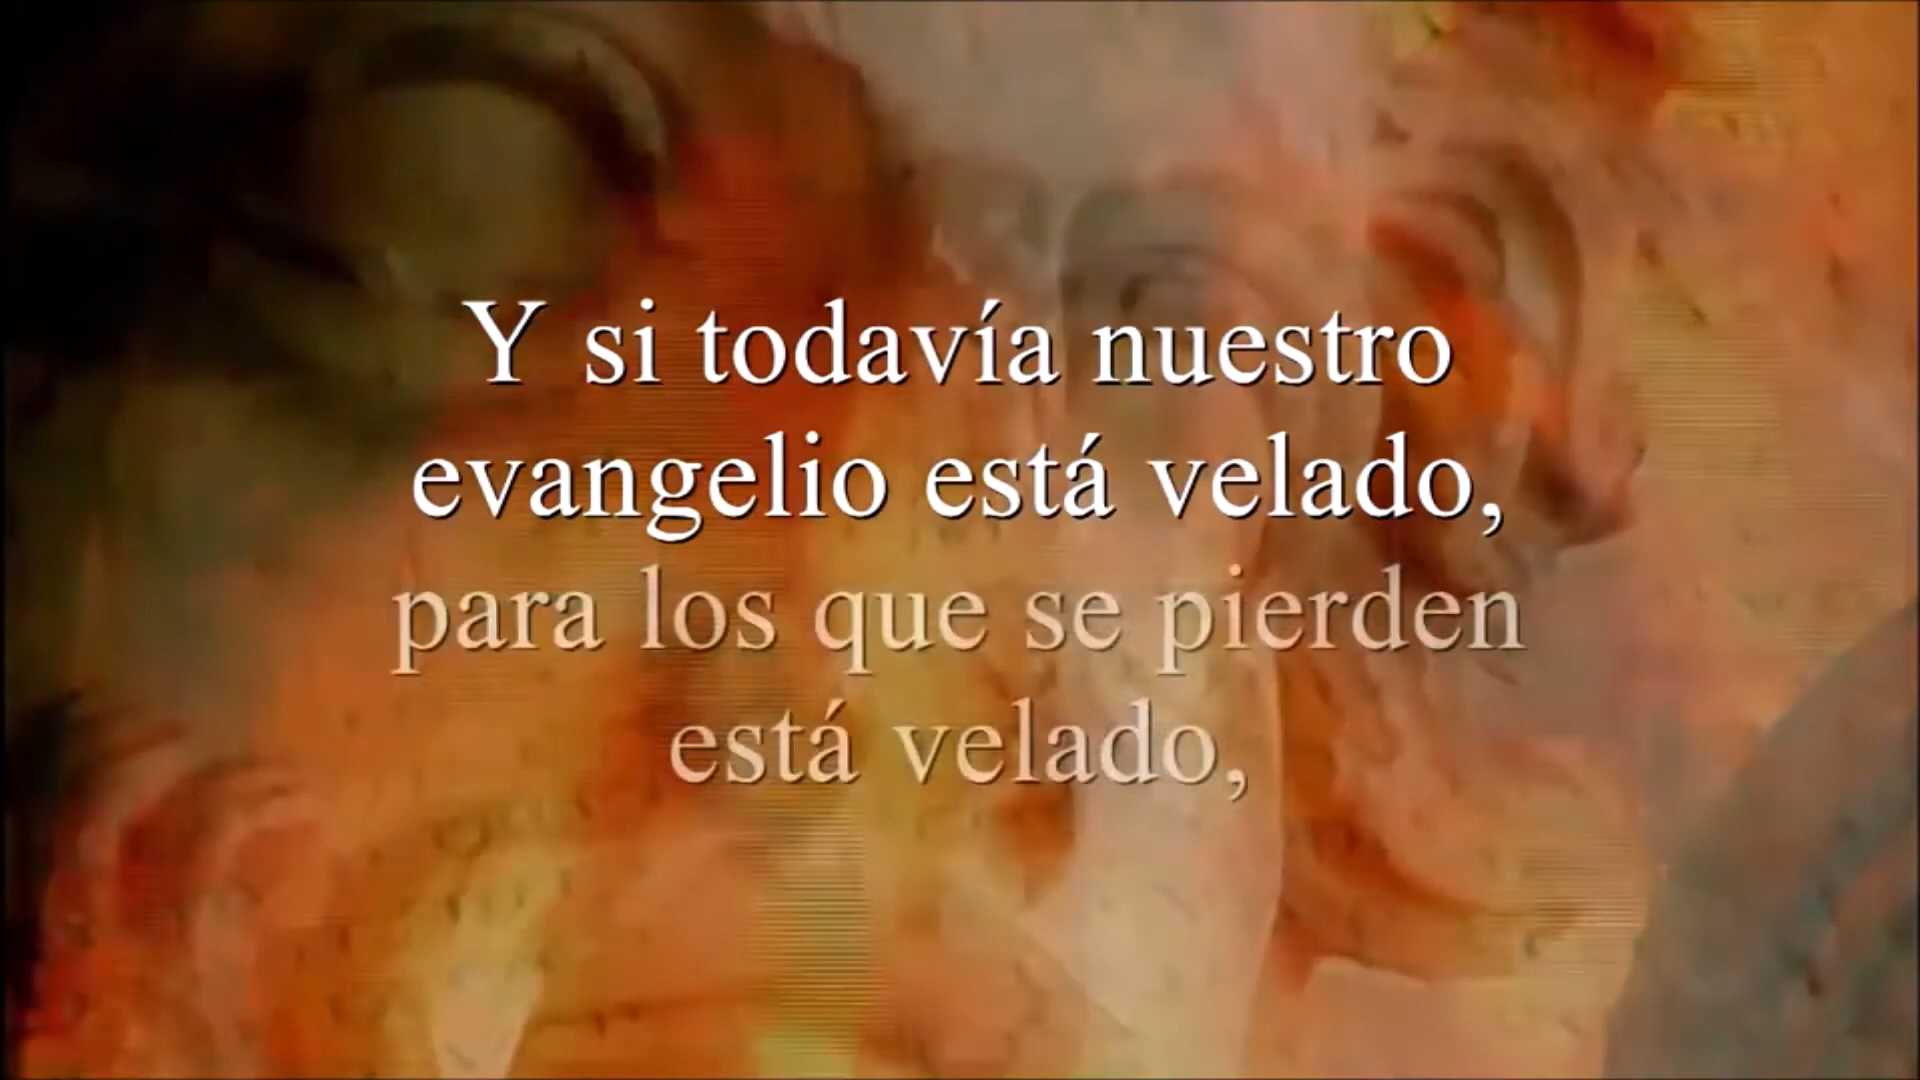 Y si todavía nuestro
evangelio está velado,
para los que se pierden
está velado,